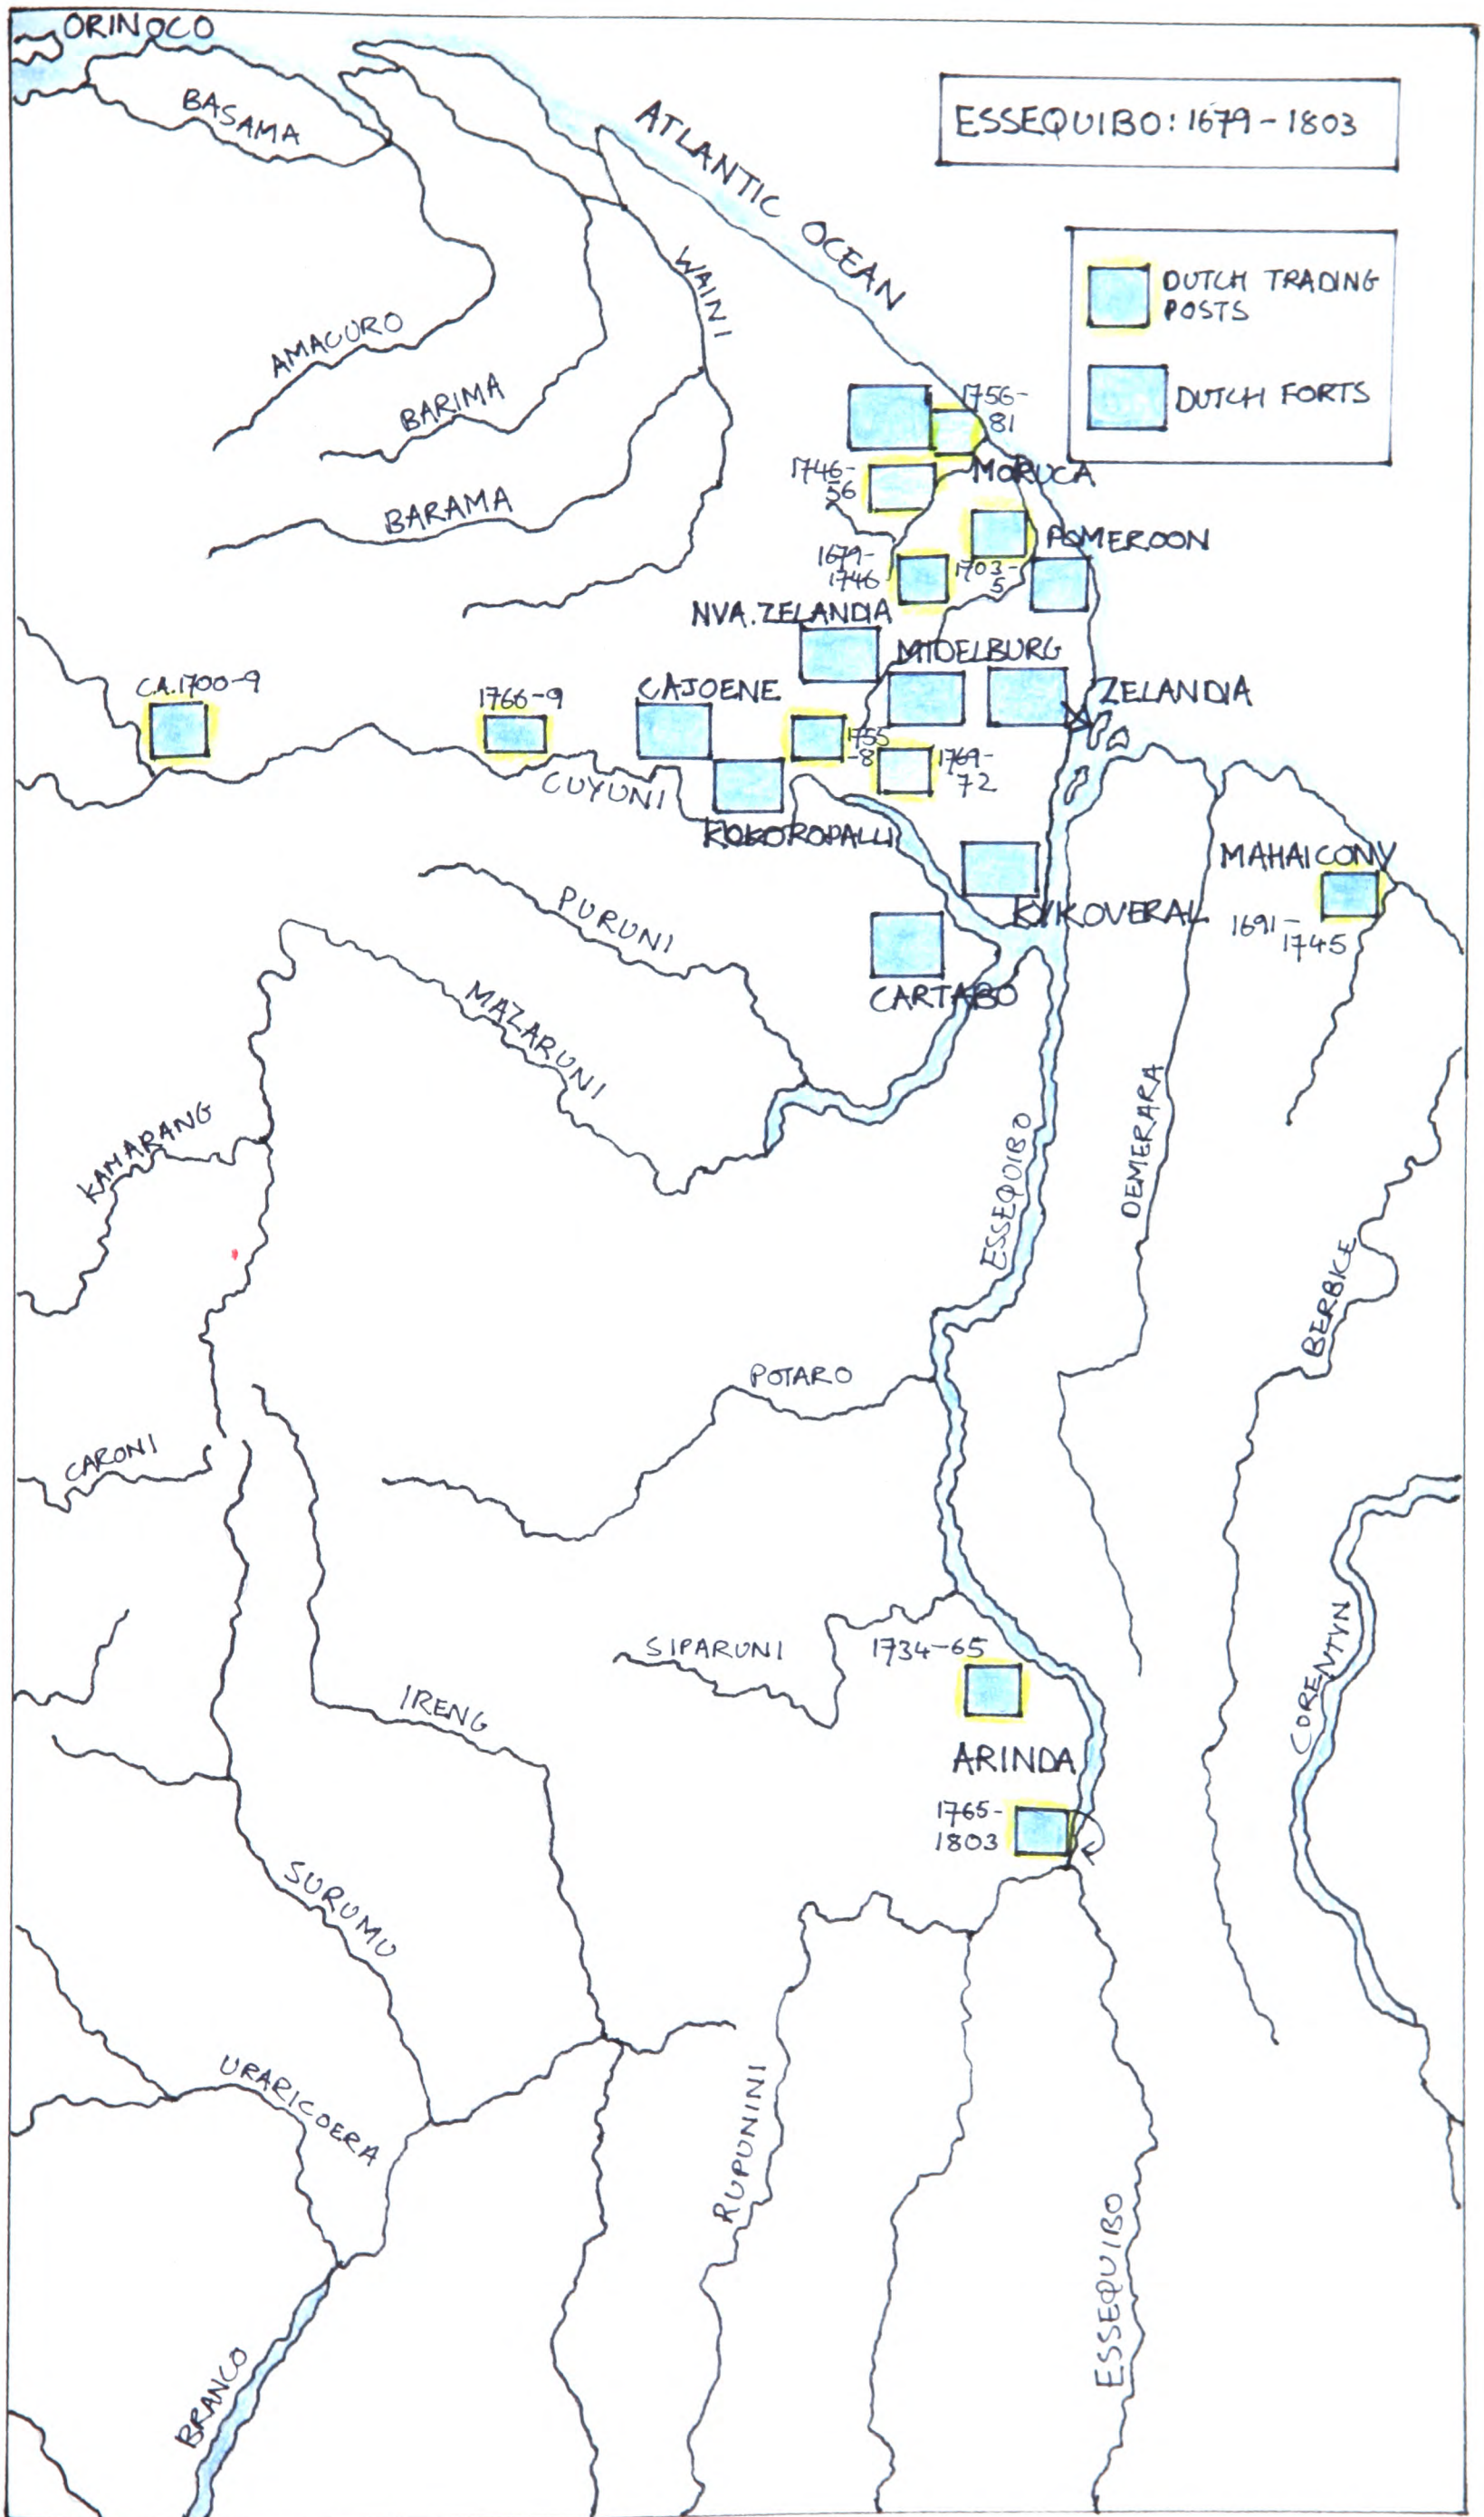 ORINOCO
BASAMA
ATLANTIC OCEAN
ESSEQUIBO: 1679-1803
DUTCH TRADING
POSTS
DUTCH FORTS
WAINI
AMACURO
BARIMA
BARAMA
1756-
81
MORUCA
1746-
56
POMEROON
1679-
1746
1703-
5
NVA. ZELANDIA
MIDELBURG
ZELANDIA
CA.1700-9
1766-9
CAJOENE
1755
-8
1769-
72
CUYUNI
KOKOROPALLI
MAHAICONY
1691-
1745
KYKOVERAL
CARTABO
PURUNI
MAZARUNI
KAMARANG
ESSEQUIBO
DEMERARA
BERBICE
POTARO
CARONI
SIPARUNI
1734-65
IRENG
ARINDA
CORENTYN
1765-
1803
SURUMU
URARICOERA
RUPUNINI
ESSEQUIBO
BRANCO